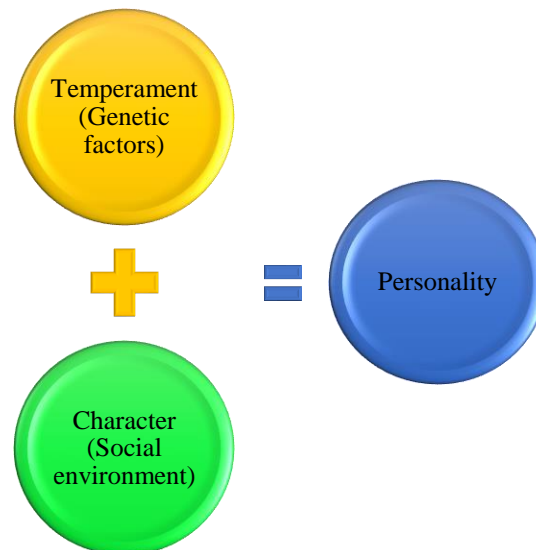 Temperament
(Genetic
factors)
Personality
Character
(Social
environment)